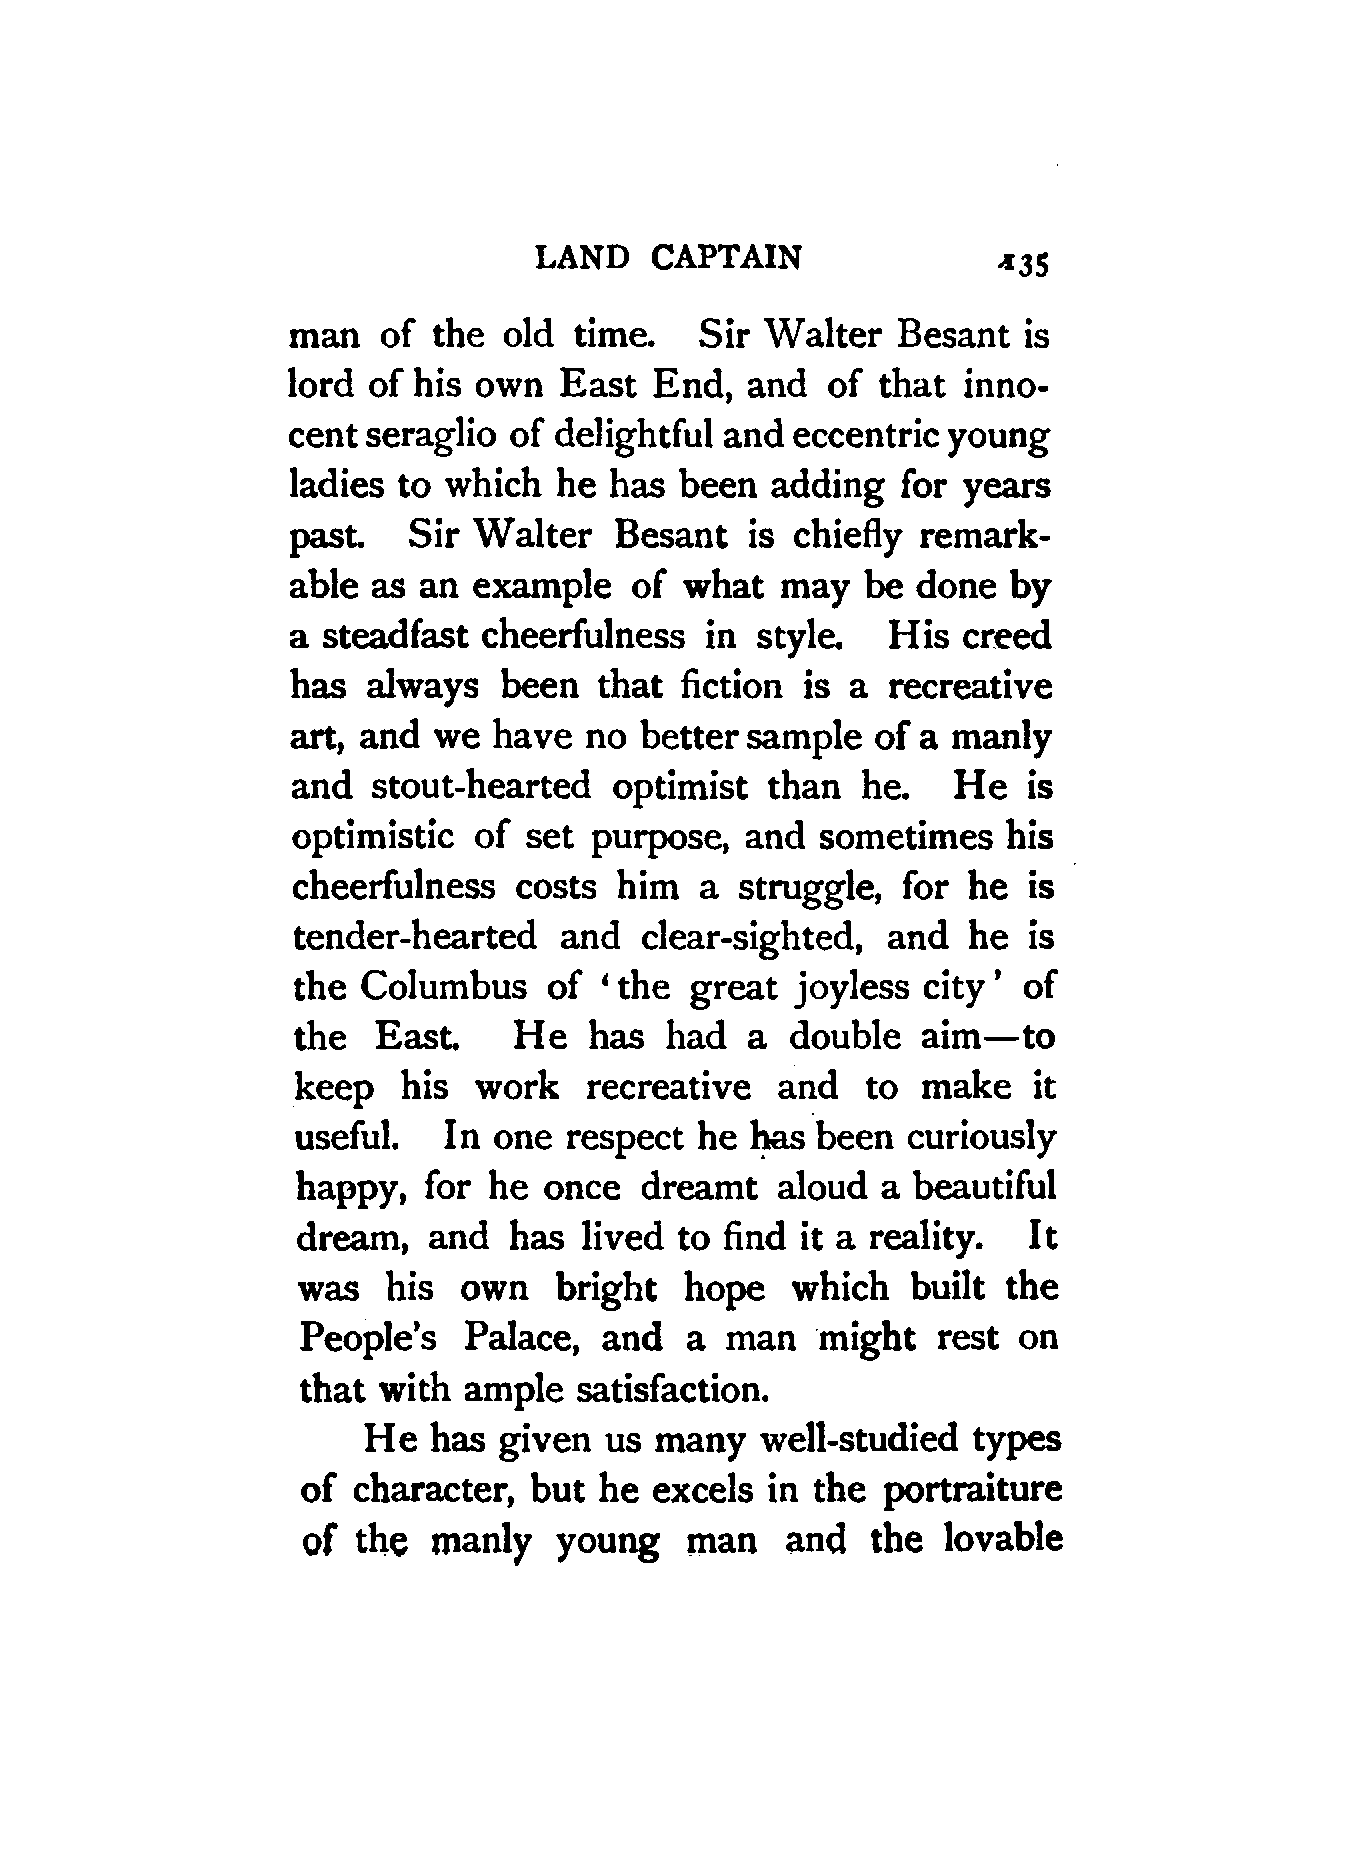 LAND CAPTAIN 135
man of the old time. Sir Walter Besant is
lord of his own East End, and of that inno-
cent seraglio of delightful and eccentric young
ladies to which he has been adding for years
past. Sir Walter Besant is chiefly remark-
able as an example of what may be done by
a steadfast cheerfulness in style. His creed
has always been that fiction is a recreative
art, and we have no better sample of a manly
and stout-hearted optimist than he. He is
optimistic of set purpose, and sometimes his
cheerfulness costs him a struggle, for he is
tender-hearted and clear-sighted, and he is
the Columbus of ‘the great joyless city’ of
the East. He has had a double aim—to
keep his work recreative and to make it
useful. In one respect he has been curiously
happy, for he once dreamt aloud a beautiful
dream, and has lived to find it a reality. It
was his own bright hope which built the
People's Palace, and a man might rest on
that with ample satisfaction.
He has given us many well-studied types
of character, but he excels in the portraiture
of the manly young man and the lovable